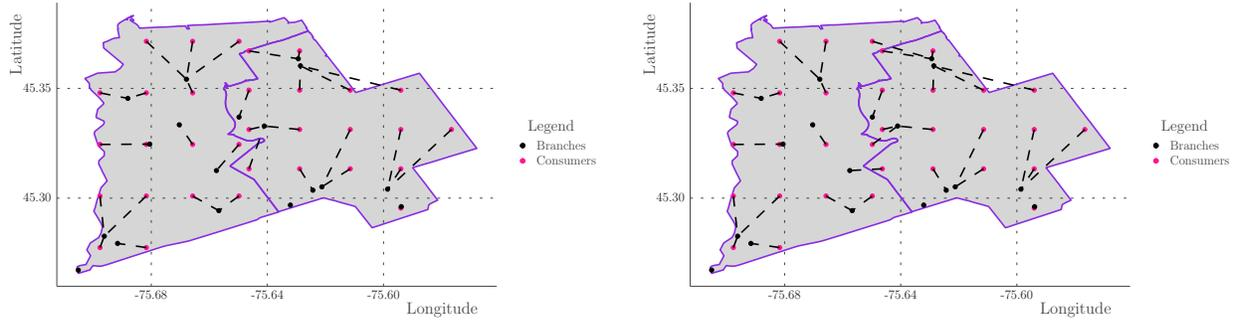 Latitude
45.35
45.30
-75.68
-75.64
-75.60
Longitude
Legend
Branches
Consumers
Latitude
45.35
45.30
-75.68
-75.64
-75.60
Longitude
Legend
Branches
Consumers